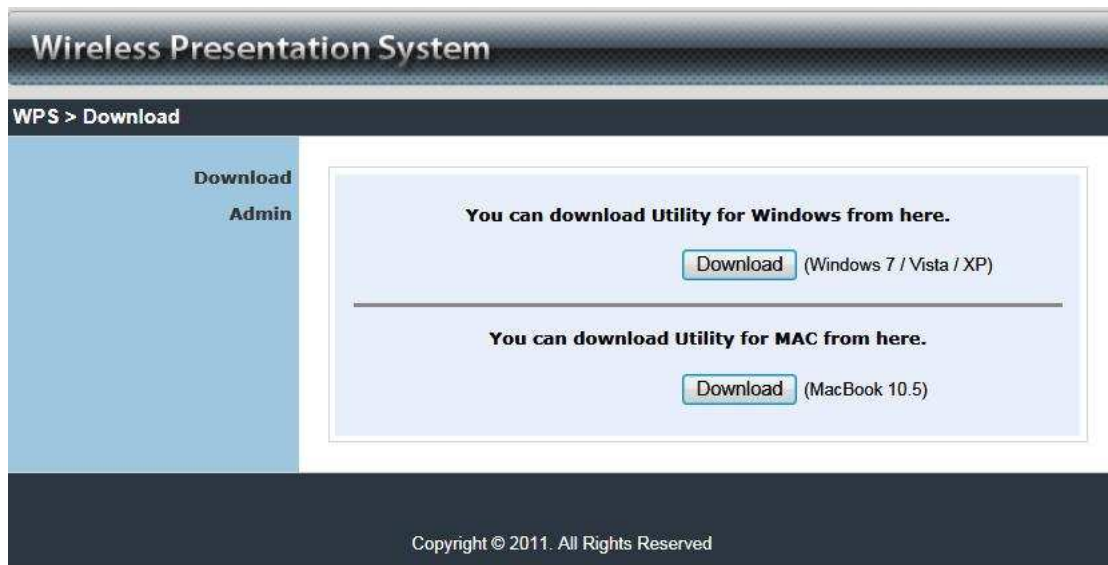 Wireless Presentation System
WPS > Download
Download
Admin
You can download Utility for Windows from here.
Download (Windows 7 / Vista / XP)
You can download Utility for MAC from here.
Download (MacBook 10.5)
Copyright © 2011. All Rights Reserved